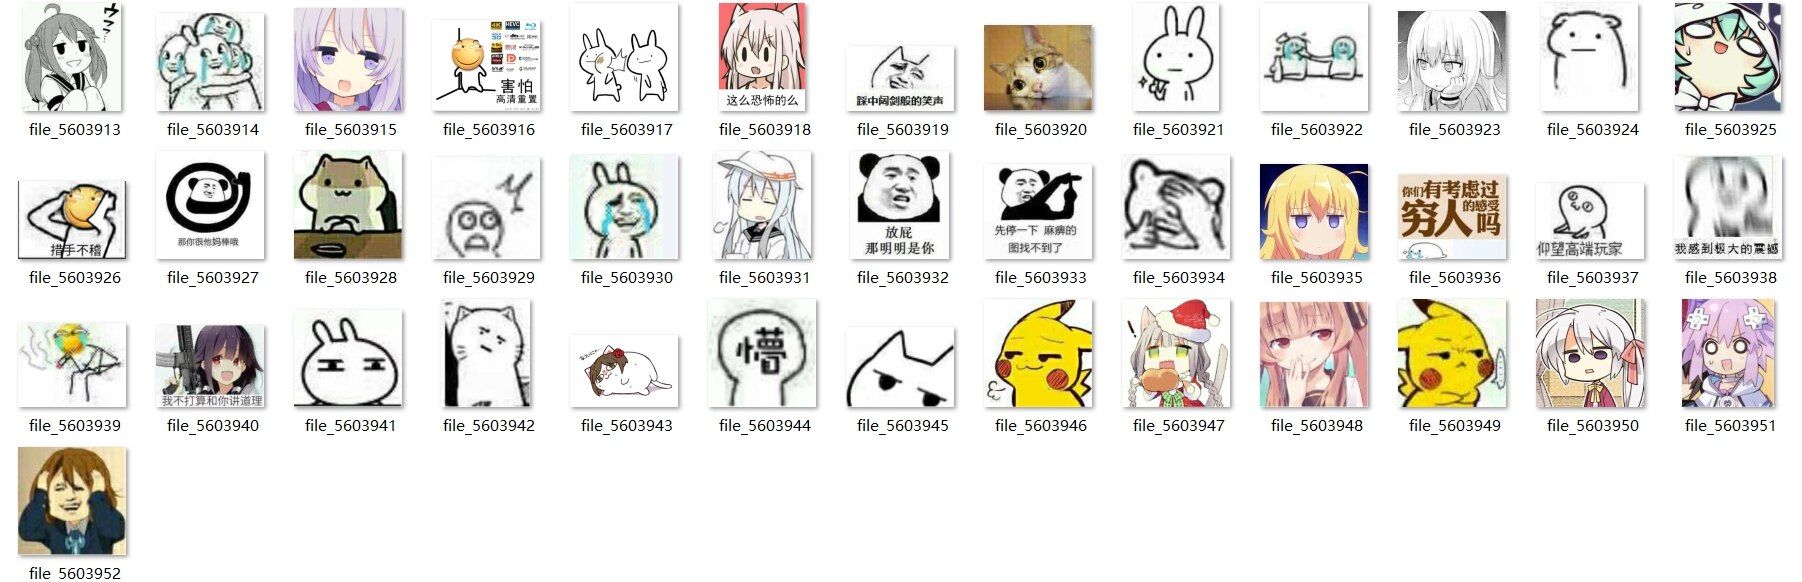 ウワ…
4K HEVC
害怕
高清重置
这么恐怖的么
踩中闰剑般的笑声
file_5603913 file_5603914 file_5603915 file_5603916 file_5603917 file_5603918 file_5603919 file_5603920 file_5603921 file_5603922 file_5603923 file_5603924 file_5603925
措手不稽
那你很他妈棒哦
放屁
那明明是你
先停一下 麻痹的
图找不到了
你们有考虑过
穷人的感受
吗
仰望高端玩家
我感到极大的震撼
file_5603926 file_5603927 file_5603928 file_5603929 file_5603930 file_5603931 file_5603932 file_5603933 file_5603934 file_5603935 file_5603936 file_5603937 file_5603938
我不打算和你讲道理
懵
file_5603939 file_5603940 file_5603941 file_5603942 file_5603943 file_5603944 file_5603945 file_5603946 file_5603947 file_5603948 file_5603949 file_5603950 file_5603951
file_5603952